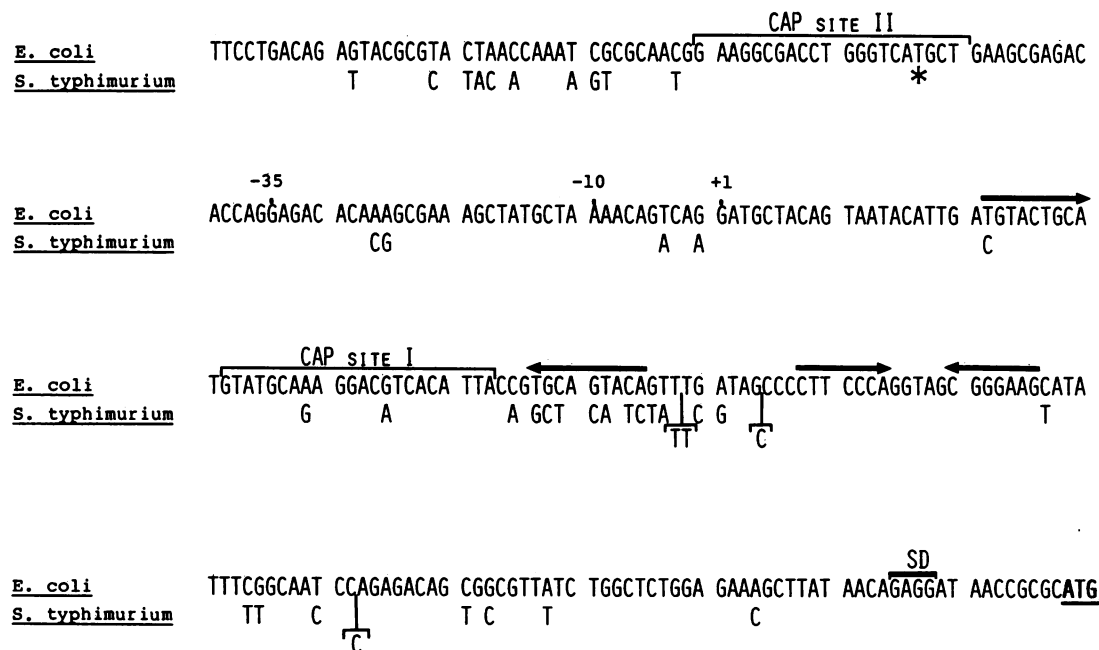 CAP SITE II
E. coli TTCCTGACAG AGTACGCGTA CTAACCAAAT CGCGCAACGG AAGGCGACCT GGGTCATGCT GAAGCGAGAC
S. typhimurium T C TAC A A GT T *
-35 -10 +1
E. coli ACCAGGAGAC ACAAAGCGAA AGCTATGCTA AAACAGTCAG GATGCTACAG TAATACATTG ATGTACTGCA
S. typhimurium CG A A C
CAP SITE I
E. coli TGTATGCAAA GGACGTCACA TTACCGTGCA GTACAGTTTG ATAGCCCCTT CCCAGGTAGC GGGAAGCATA
S. typhimurium G A A GCT CA TCTA C G T
TT C
SD
E. coli TTTCGGCAAT CCAGAGACAG CGGCGTTATC TGGCTCTGGA GAAAGCTTAT AACAGAGGAT AACCGCGCATG
S. typhimurium TT C T C T C
C